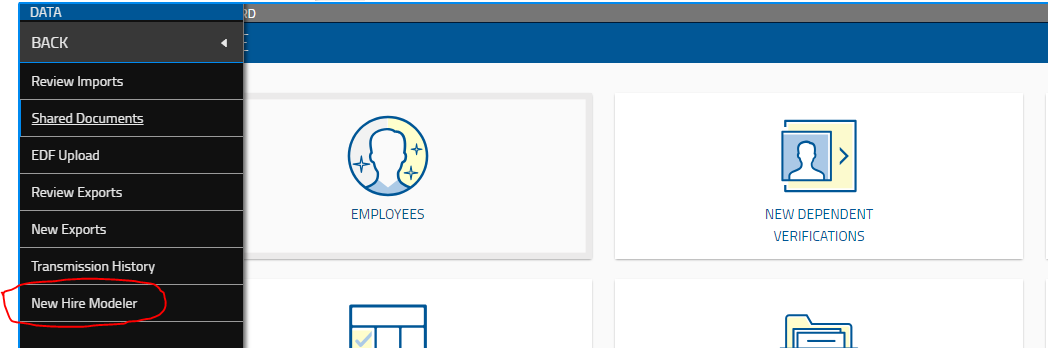 DATA
RD
BACK
E
Review Imports
Shared Documents
EDF Upload
Review Exports
New Exports
Transmission History
New Hire Modeler
EMPLOYEES
NEW DEPENDENT
VERIFICATIONS